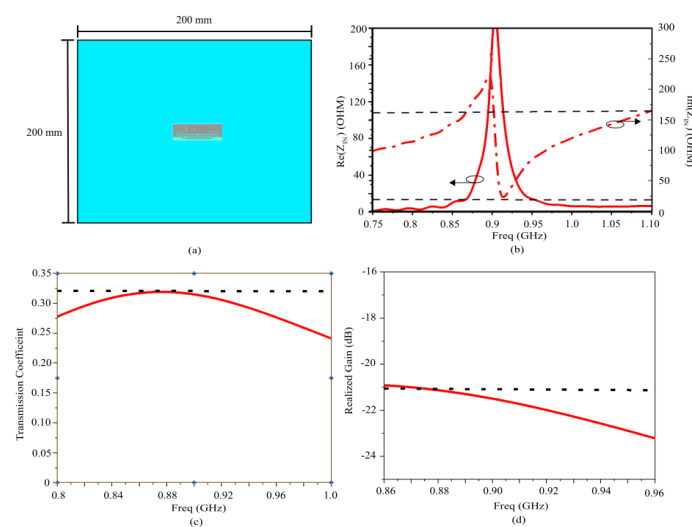 200 mm
200 mm
(a)
200
160
120
80
40
0
Re(Z_IN) (OHM)
300
250
200
150
100
50
0
Im(Z_IN) (OHM)
0.75 0.8 0.85 0.9 0.95 1.0 1.05 1.10
Freq (GHz)
(b)
0.35
0.30
0.25
0.20
0.15
0.10
0.05
0
Transmission Coefficeint
0.8 0.84 0.88 0.92 0.96 1.0
Freq (GHz)
(c)
-16
-20
-22
-24
Realized Gain (dB)
0.86 0.88 0.90 0.92 0.94 0.96
Freq (GHz)
(d)